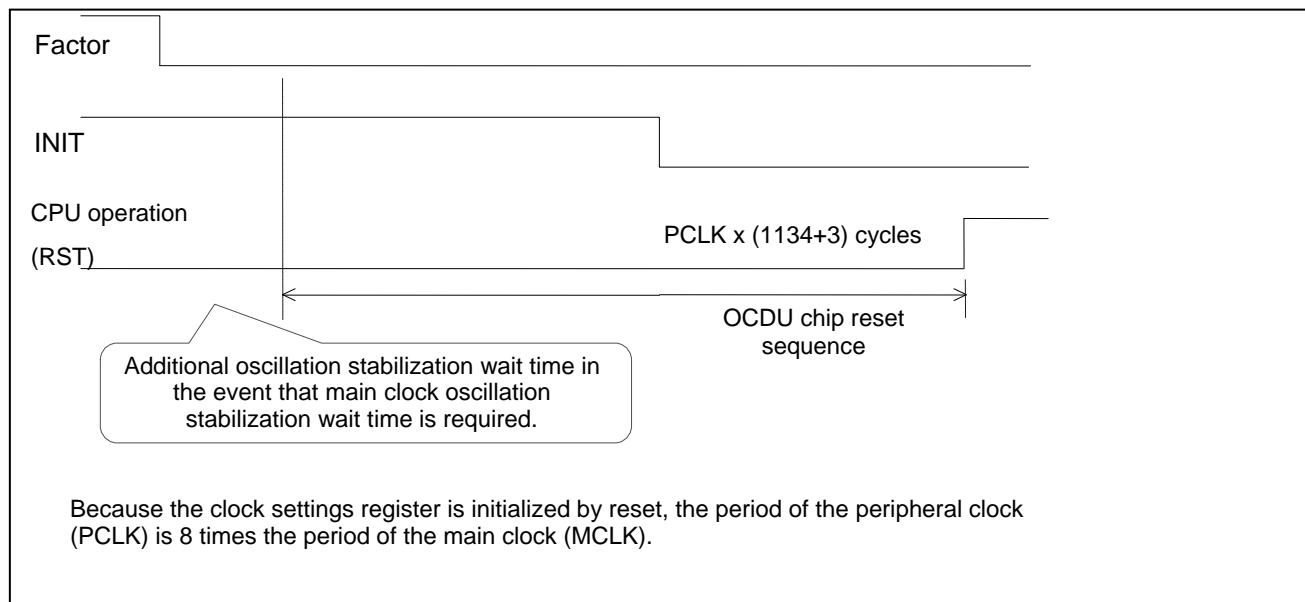 Factor
INIT
CPU operation
(RST)
PCLK x (1134+3) cycles
OCDU chip reset
sequence
Additional oscillation stabilization wait time in
the event that main clock oscillation
stabilization wait time is required.
Because the clock settings register is initialized by reset, the period of the peripheral clock
(PCLK) is 8 times the period of the main clock (MCLK).